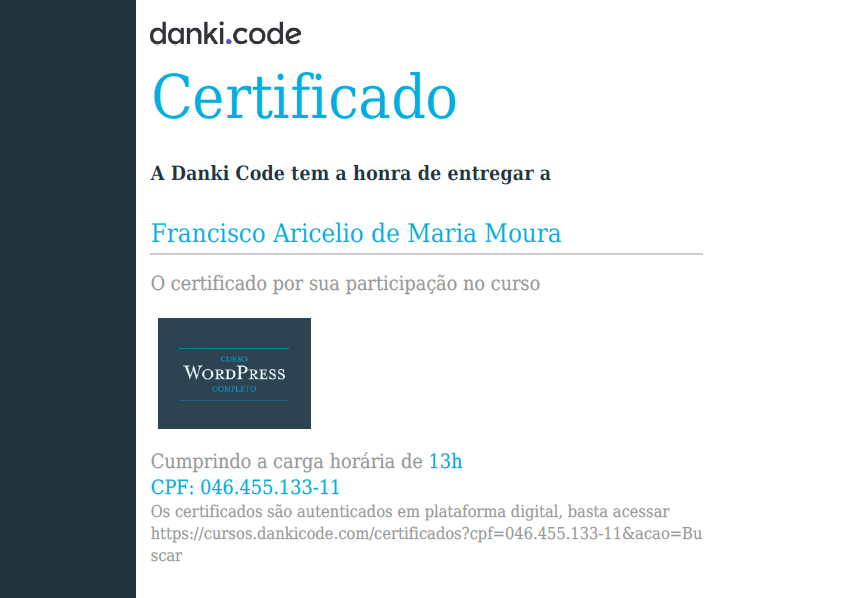 danki.code
Certificado
A Danki Code tem a honra de entregar a
Francisco Aricelio de Maria Moura
O certificado por sua participação no curso
CURSO
WORDPRESS
COMPLETO
Cumprindo a carga horária de 13h
CPF: 046.455.133-11
Os certificados são autenticados em plataforma digital, basta acessar
https://cursos.dankicode.com/certificados?cpf=046.455.133-11&acao=Bu
scar